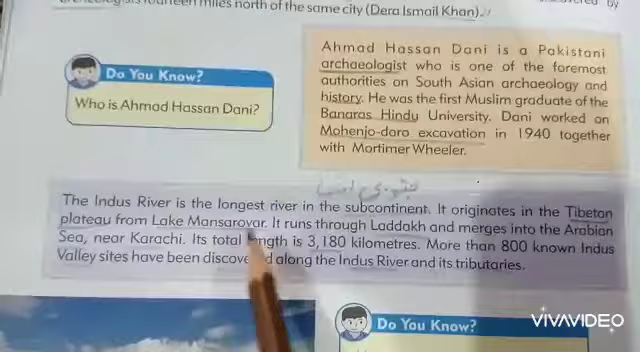 fourteen miles north of the same city (Dera Ismail Khan).
by
Do You Know?
Who is Ahmad Hassan Dani?
Ahmad Hassan Dani is a Pakistani
archaeologist who is one of the foremost
authorities on South Asian archaeology and
history. He was the first Muslim graduate of the
Banaras Hindu University. Dani worked on
Mohenjo-daro excavation in 1940 together
with Mortimer Wheeler.
The Indus River is the longest river in the subcontinent. It originates in the Tibetan
plateau from Lake Mansarovar. It runs through Laddakh and merges into the Arabian
Sea, near Karachi. Its total length is 3,180 kilometres. More than 800 known Indus
Valley sites have been discovered along the Indus River and its tributaries.
Do You Know?
VIVAVIDEO